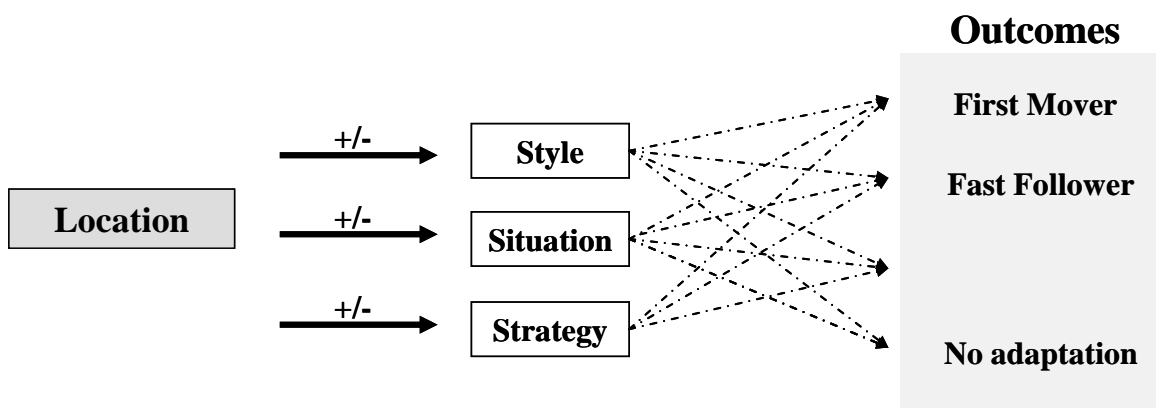 Outcomes
First Mover
+/-
Style
Fast Follower
Location
+/-
Situation
+/-
Strategy
No adaptation